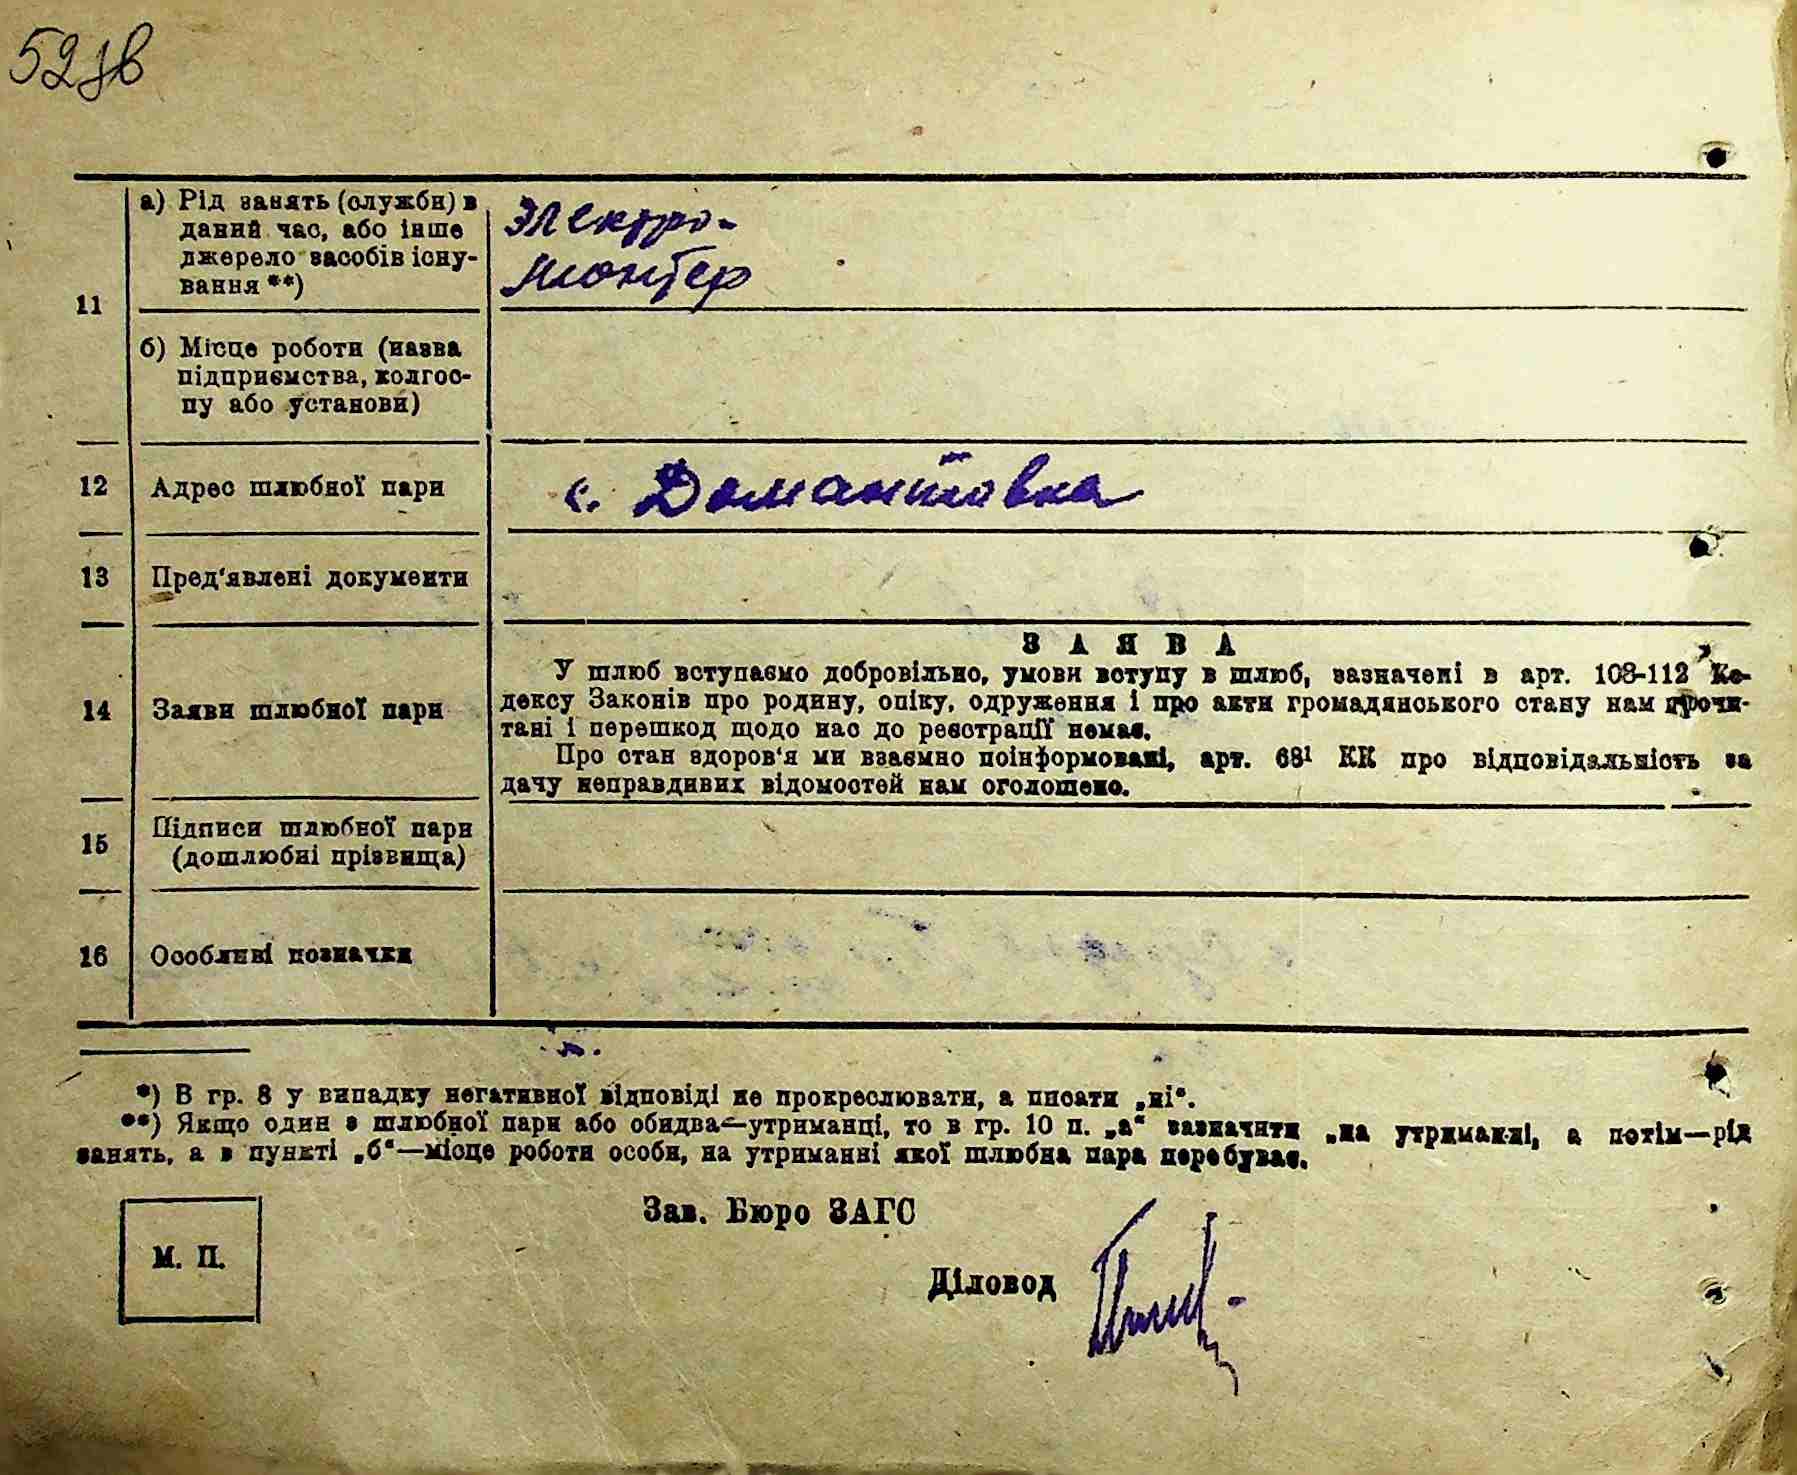 52зв
а) Рід занять (служби) в
даний час, або інше
джерело засобів існу-
вання **)
электро-
монтер
11
б) Місце роботи (назва
підприємства, колгос-
пу або установи)
12 Адрес шлюбної пари с. Домантовка
13 Пред'явлені документи
З А Я В А
14 Заяви шлюбної пари
У шлюб вступаємо добровільно, умови вступу в шлюб, зазначені в арт. 108-112 Ко-
дексу Законів про родину, опіку, одруження і про акти громадянського стану нам прочи-
тані і перешкод щодо нас до реєстрації немає.
Про стан здоров'я ми взаємно поінформовані, арт. 68¹ КК про відповідальність за
дачу неправдивих відомостей нам оголошено.
15 Підписи шлюбної пари
(дошлюбні прізвища)
16 Особливі позначки
*) В гр. 8 у випадку негативної відповіді не прокреслювати, а писати „ні“.
**) Якщо один з шлюбної пари або обидва—утриманці, то в гр. 10 п. „а“ зазначити „на утриманні, а потім—рід
занять, а в пункті „б“—місце роботи особи, на утриманні якої шлюбна пара перебуває.
Зав. Бюро ЗАГС
М. П.
Діловод